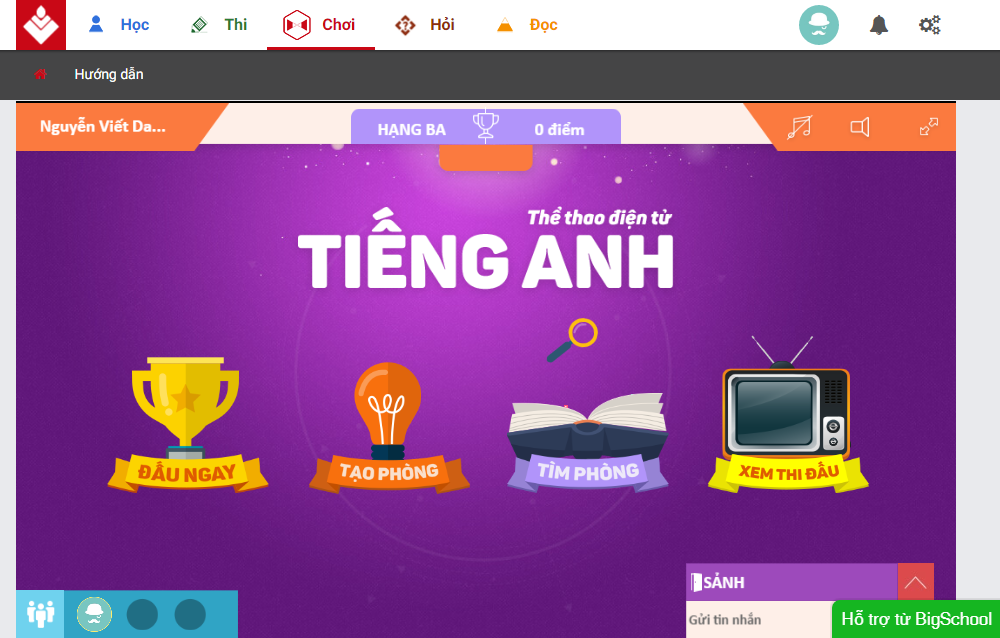 Học Thi Chơi Hỏi Đọc
Hướng dẫn
Nguyễn Viết Da... HẠNG BA 0 điểm
Thể thao điện tử
TIẾNG ANH
ĐẤU NGAY TẠO PHÒNG TÌM PHÒNG XEM THI ĐẤU
SẢNH
Gửi tin nhắn
Hỗ trợ từ BigSchool